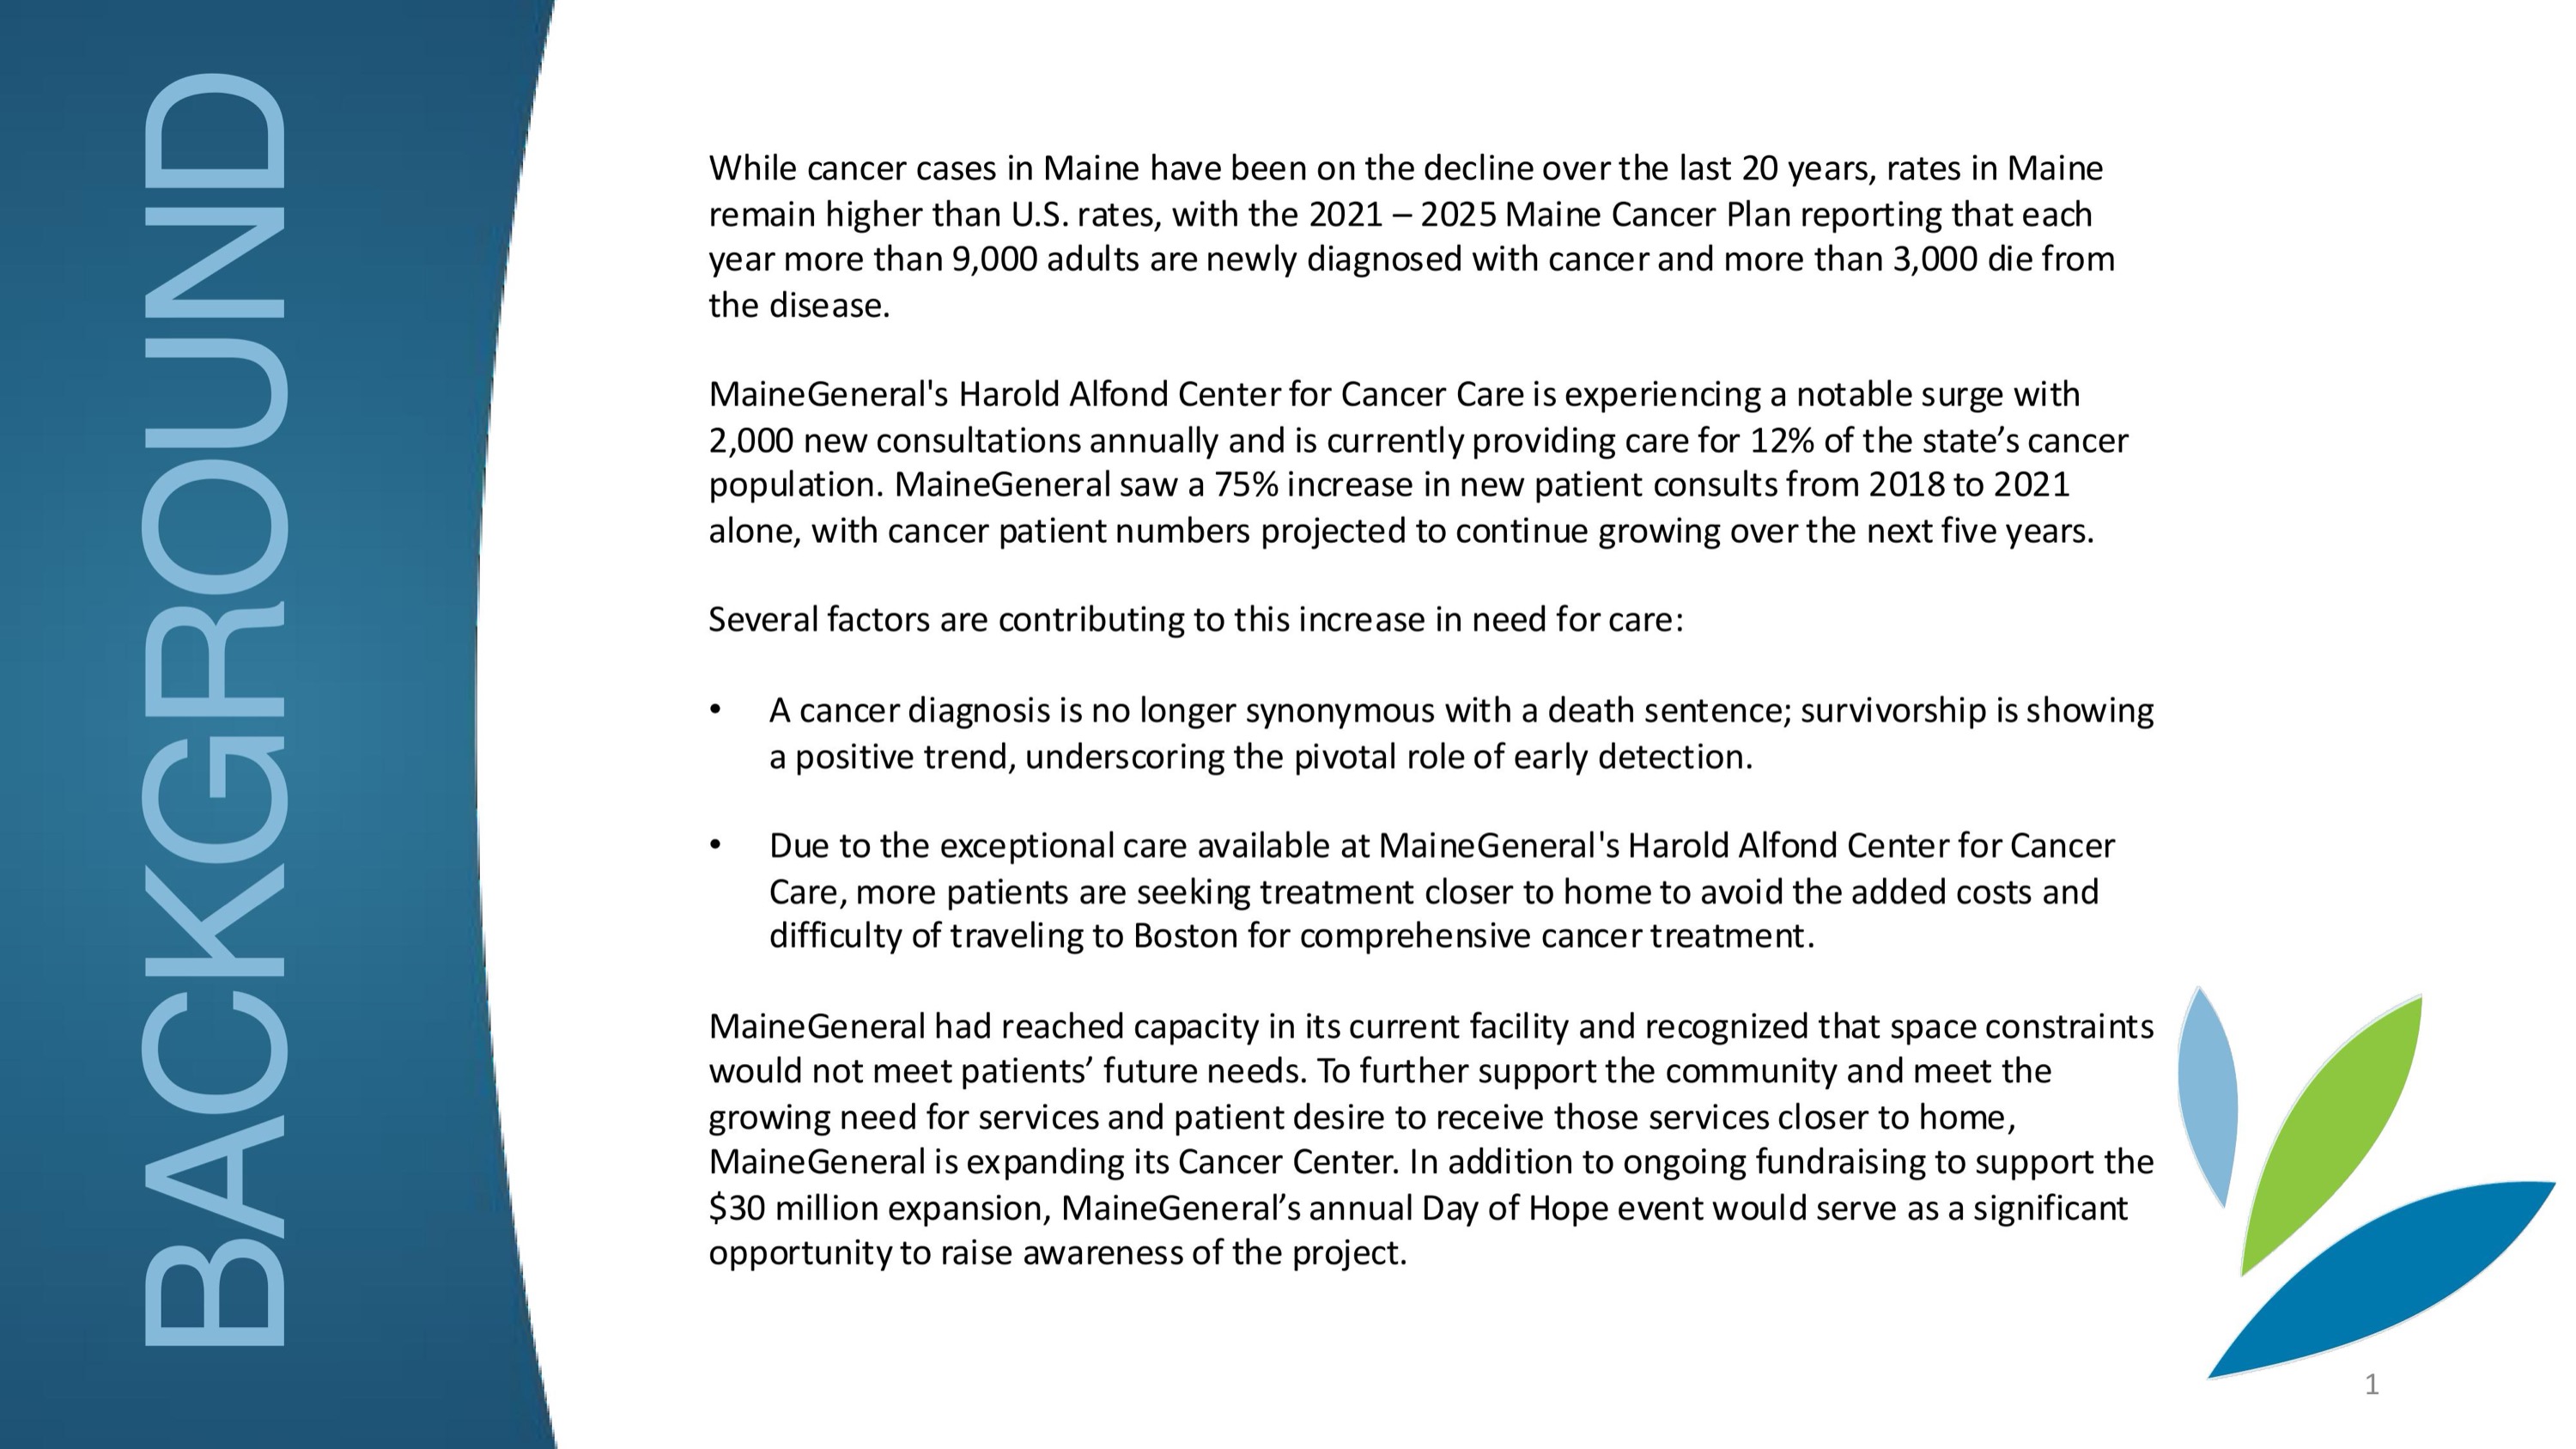 BACKGROUND
While cancer cases in Maine have been on the decline over the last 20 years, rates in Maine
remain higher than U.S. rates, with the 2021 – 2025 Maine Cancer Plan reporting that each
year more than 9,000 adults are newly diagnosed with cancer and more than 3,000 die from
the disease.
MaineGeneral's Harold Alfond Center for Cancer Care is experiencing a notable surge with
2,000 new consultations annually and is currently providing care for 12% of the state’s cancer
population. MaineGeneral saw a 75% increase in new patient consults from 2018 to 2021
alone, with cancer patient numbers projected to continue growing over the next five years.
Several factors are contributing to this increase in need for care:
• A cancer diagnosis is no longer synonymous with a death sentence; survivorship is showing
a positive trend, underscoring the pivotal role of early detection.
• Due to the exceptional care available at MaineGeneral's Harold Alfond Center for Cancer
Care, more patients are seeking treatment closer to home to avoid the added costs and
difficulty of traveling to Boston for comprehensive cancer treatment.
MaineGeneral had reached capacity in its current facility and recognized that space constraints
would not meet patients’ future needs. To further support the community and meet the
growing need for services and patient desire to receive those services closer to home,
MaineGeneral is expanding its Cancer Center. In addition to ongoing fundraising to support the
$30 million expansion, MaineGeneral’s annual Day of Hope event would serve as a significant
opportunity to raise awareness of the project.
1